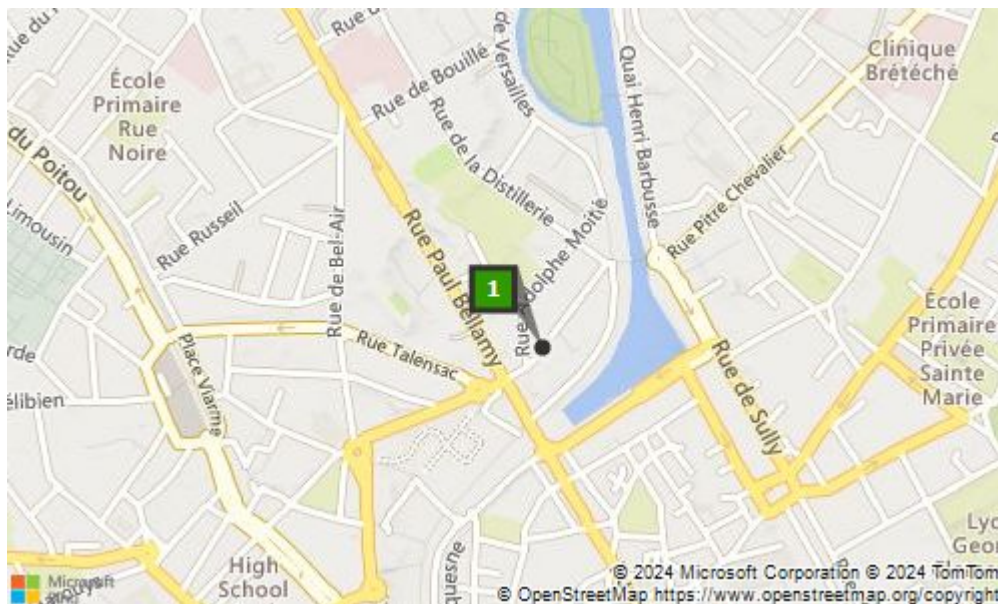 Rue de Bouillé
de Versailles
Quai Henri Barbusse
Clinique
Brétéché
École
Primaire
Rue
Noire
du Poitou
Rue de la Distillerie
Rue Pitre Chevalier
Limousin
Rue Russeil
Rue de Bel-Air
Rue Paul Bellamy
Adolphe Moitié
1
Rue
École
Primaire
Privée
Sainte
Marie
Place Viarme
Rue Talensac
Rue de Sully
élibien
High
School
Lyc
Geor
© 2024 Microsoft Corporation © 2024 TomTom
Microsoft
© OpenStreetMap https://www.openstreetmap.org/copyright